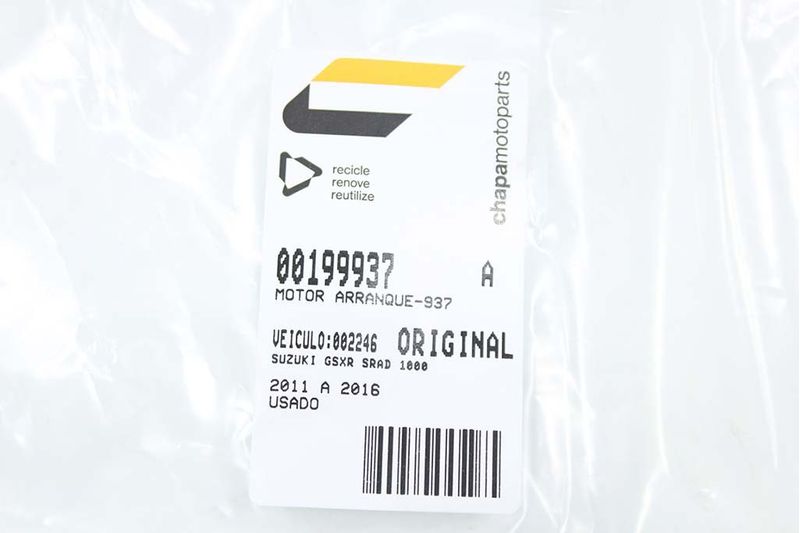 chapamotoparts
recicle
renove
reutilize
00199937 A
MOTOR ARRANQUE-937
VEICULO:002246 ORIGINAL
SUZUKI GSXR SRAD 1000
2011 A 2016
USADO